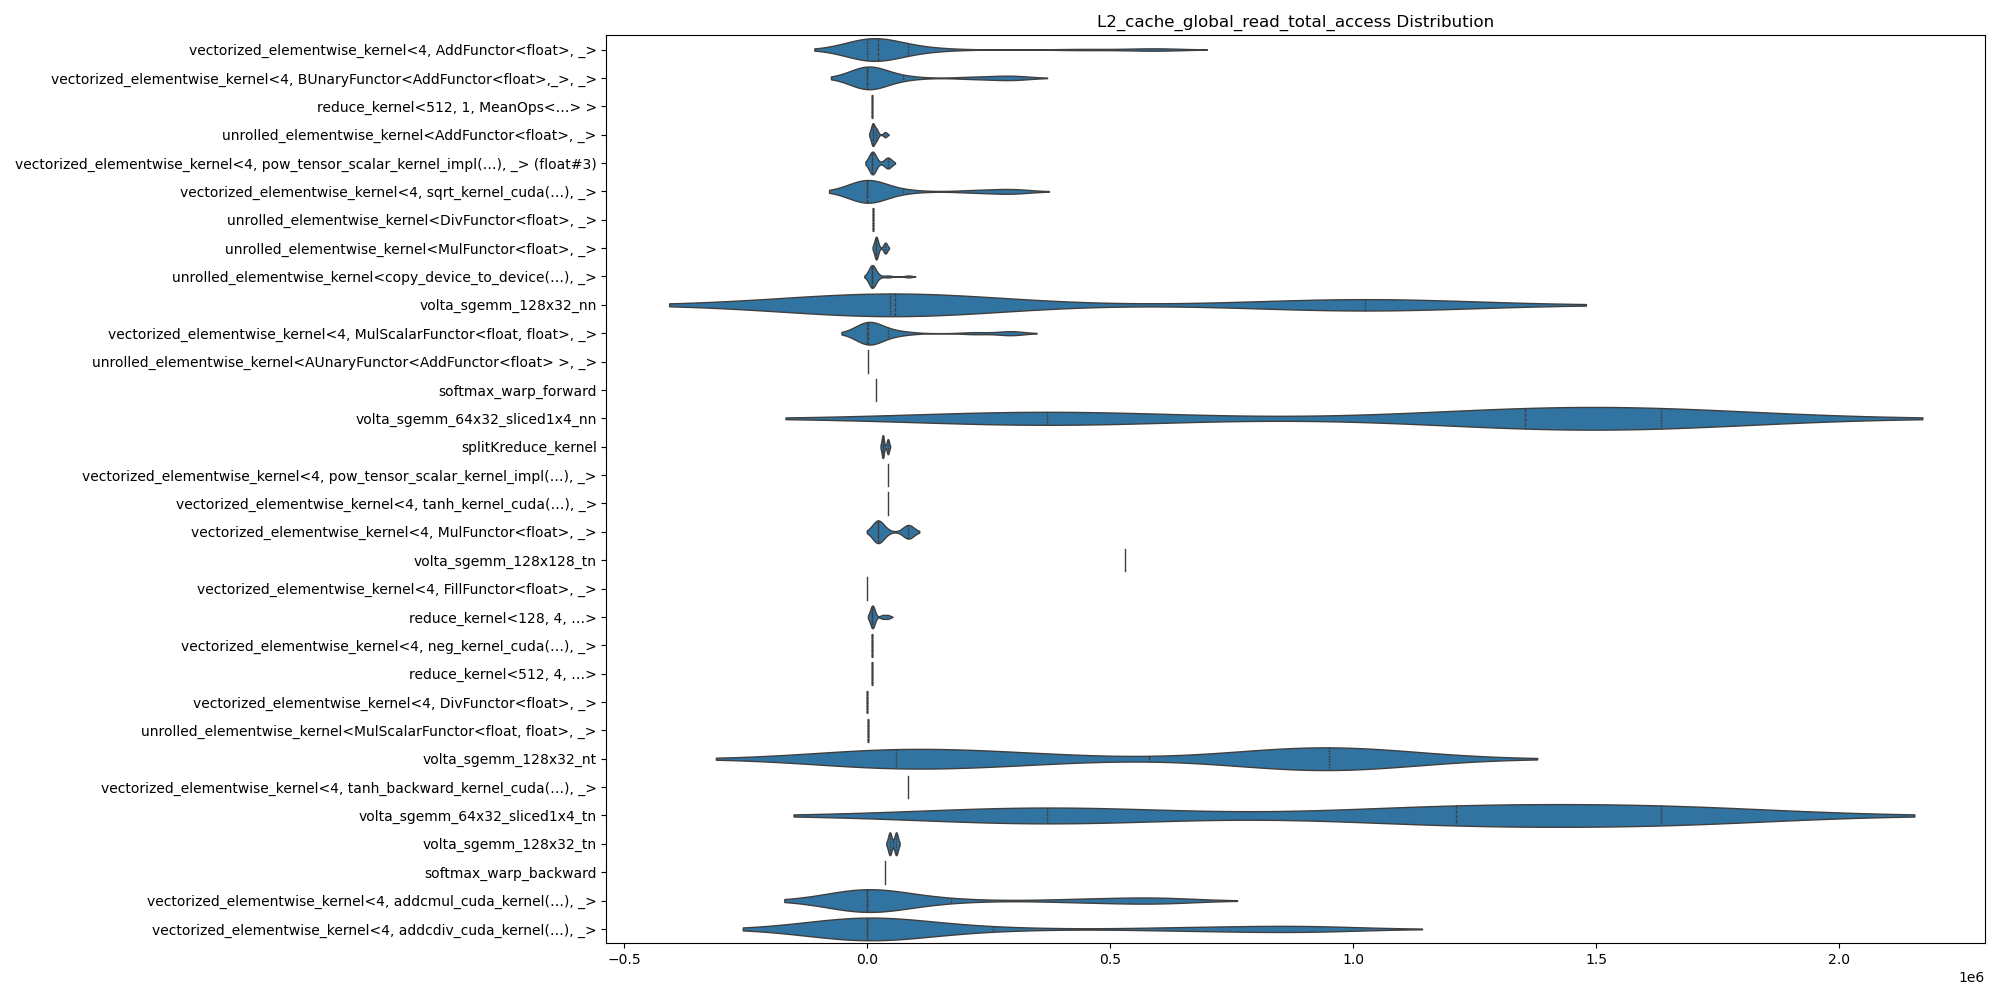 L2_cache_global_read_total_access Distribution
vectorized_elementwise_kernel<4, AddFunctor<float>, _>
vectorized_elementwise_kernel<4, BUnaryFunctor<AddFunctor<float>,_>, _>
reduce_kernel<512, 1, MeanOps<...> >
unrolled_elementwise_kernel<AddFunctor<float>, _>
vectorized_elementwise_kernel<4, pow_tensor_scalar_kernel_impl(...), _> (float#3)
vectorized_elementwise_kernel<4, sqrt_kernel_cuda(...), _>
unrolled_elementwise_kernel<DivFunctor<float>, _>
unrolled_elementwise_kernel<MulFunctor<float>, _>
unrolled_elementwise_kernel<copy_device_to_device(...), _>
volta_sgemm_128x32_nn
vectorized_elementwise_kernel<4, MulScalarFunctor<float, float>, _>
unrolled_elementwise_kernel<AUnaryFunctor<AddFunctor<float> >, _>
softmax_warp_forward
volta_sgemm_64x32_sliced1x4_nn
splitKreduce_kernel
vectorized_elementwise_kernel<4, pow_tensor_scalar_kernel_impl(...), _>
vectorized_elementwise_kernel<4, tanh_kernel_cuda(...), _>
vectorized_elementwise_kernel<4, MulFunctor<float>, _>
volta_sgemm_128x128_tn
vectorized_elementwise_kernel<4, FillFunctor<float>, _>
reduce_kernel<128, 4, ...>
vectorized_elementwise_kernel<4, neg_kernel_cuda(...), _>
reduce_kernel<512, 4, ...>
vectorized_elementwise_kernel<4, DivFunctor<float>, _>
unrolled_elementwise_kernel<MulScalarFunctor<float, float>, _>
volta_sgemm_128x32_nt
vectorized_elementwise_kernel<4, tanh_backward_kernel_cuda(...), _>
volta_sgemm_64x32_sliced1x4_tn
volta_sgemm_128x32_tn
softmax_warp_backward
vectorized_elementwise_kernel<4, addcmul_cuda_kernel(...), _>
vectorized_elementwise_kernel<4, addcdiv_cuda_kernel(...), _>
−0.5 0.0 0.5 1.0 1.5 2.0
1e6